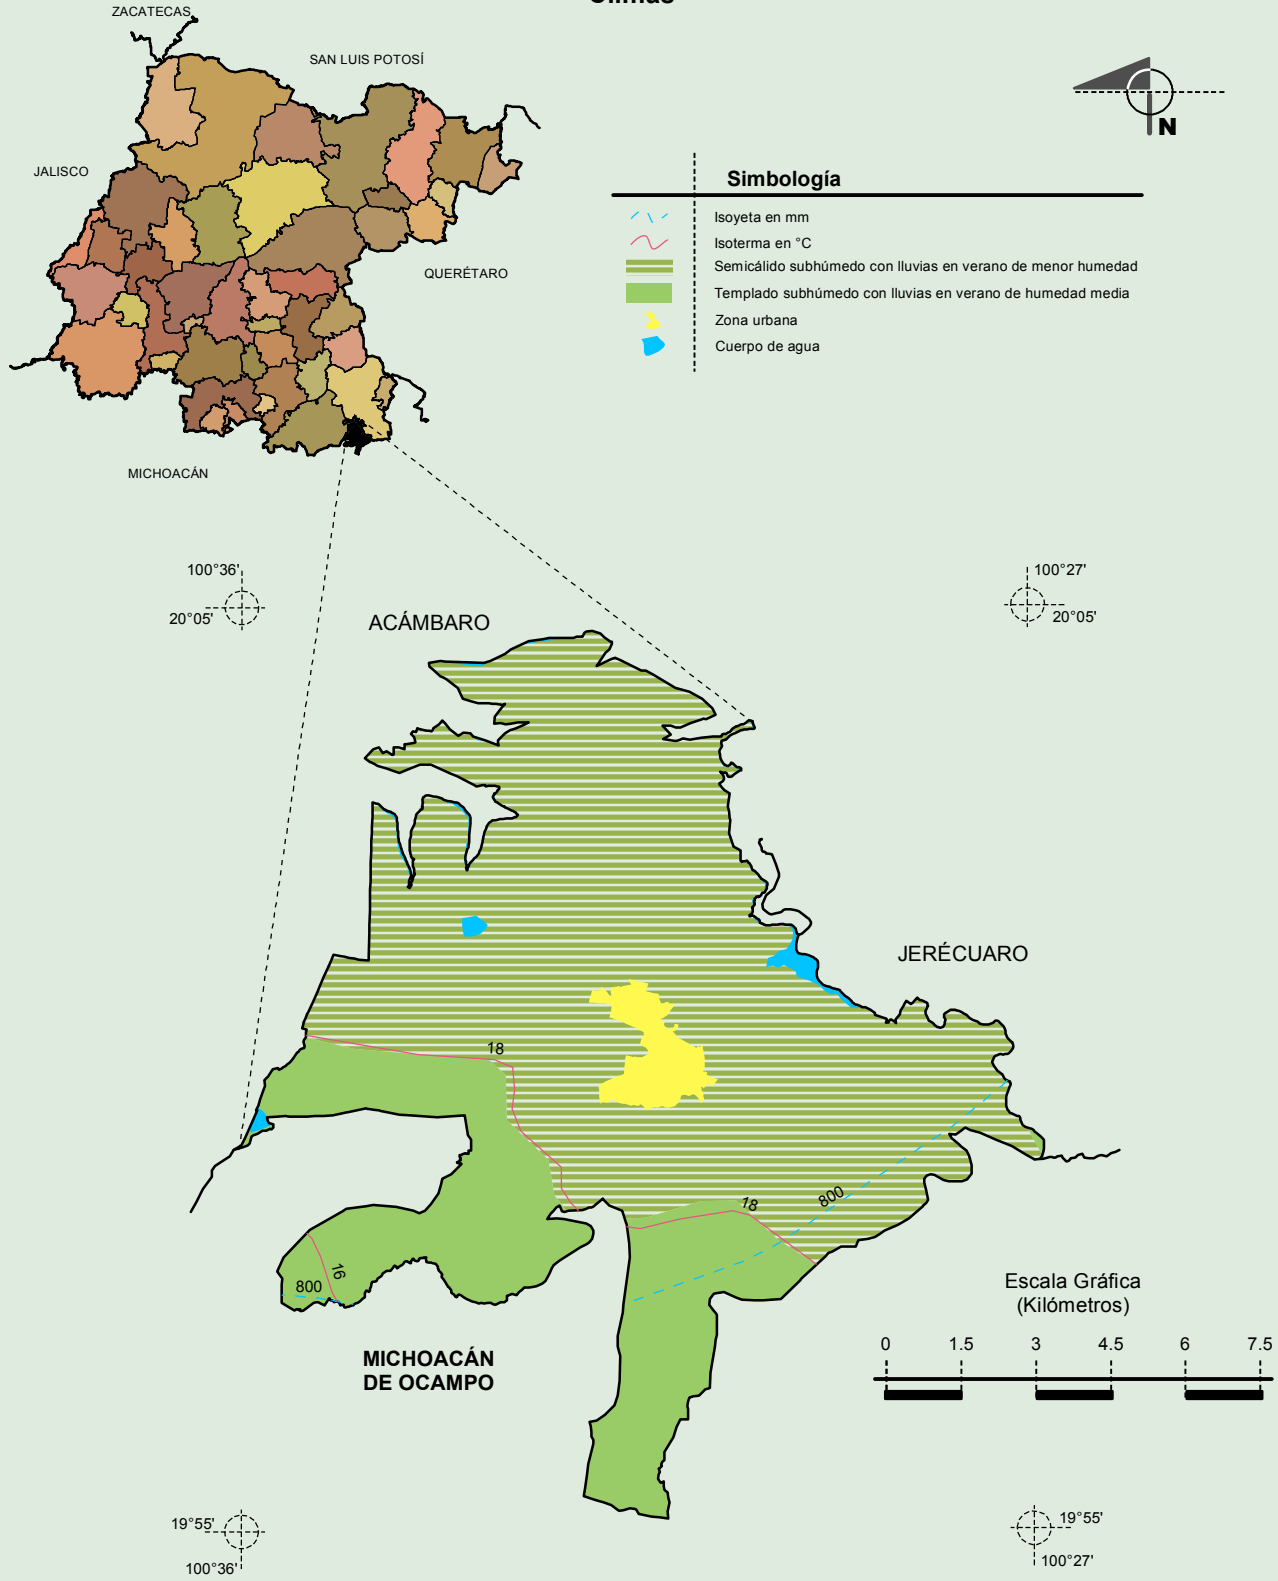 Climas
ZACATECAS
SAN LUIS POTOSÍ
JALISCO
QUERÉTARO
MICHOACÁN
N
Simbología
Isoyeta en mm
Isoterma en °C
Semicálido subhúmedo con lluvias en verano de menor humedad
Templado subhúmedo con lluvias en verano de humedad media
Zona urbana
Cuerpo de agua
100°36'
20°05'
100°27'
20°05'
ACÁMBARO
JERÉCUARO
18
18
800
16
800
MICHOACÁN
DE OCAMPO
Escala Gráfica
(Kilómetros)
0 1.5 3 4.5 6 7.5
19°55'
100°36'
19°55'
100°27'